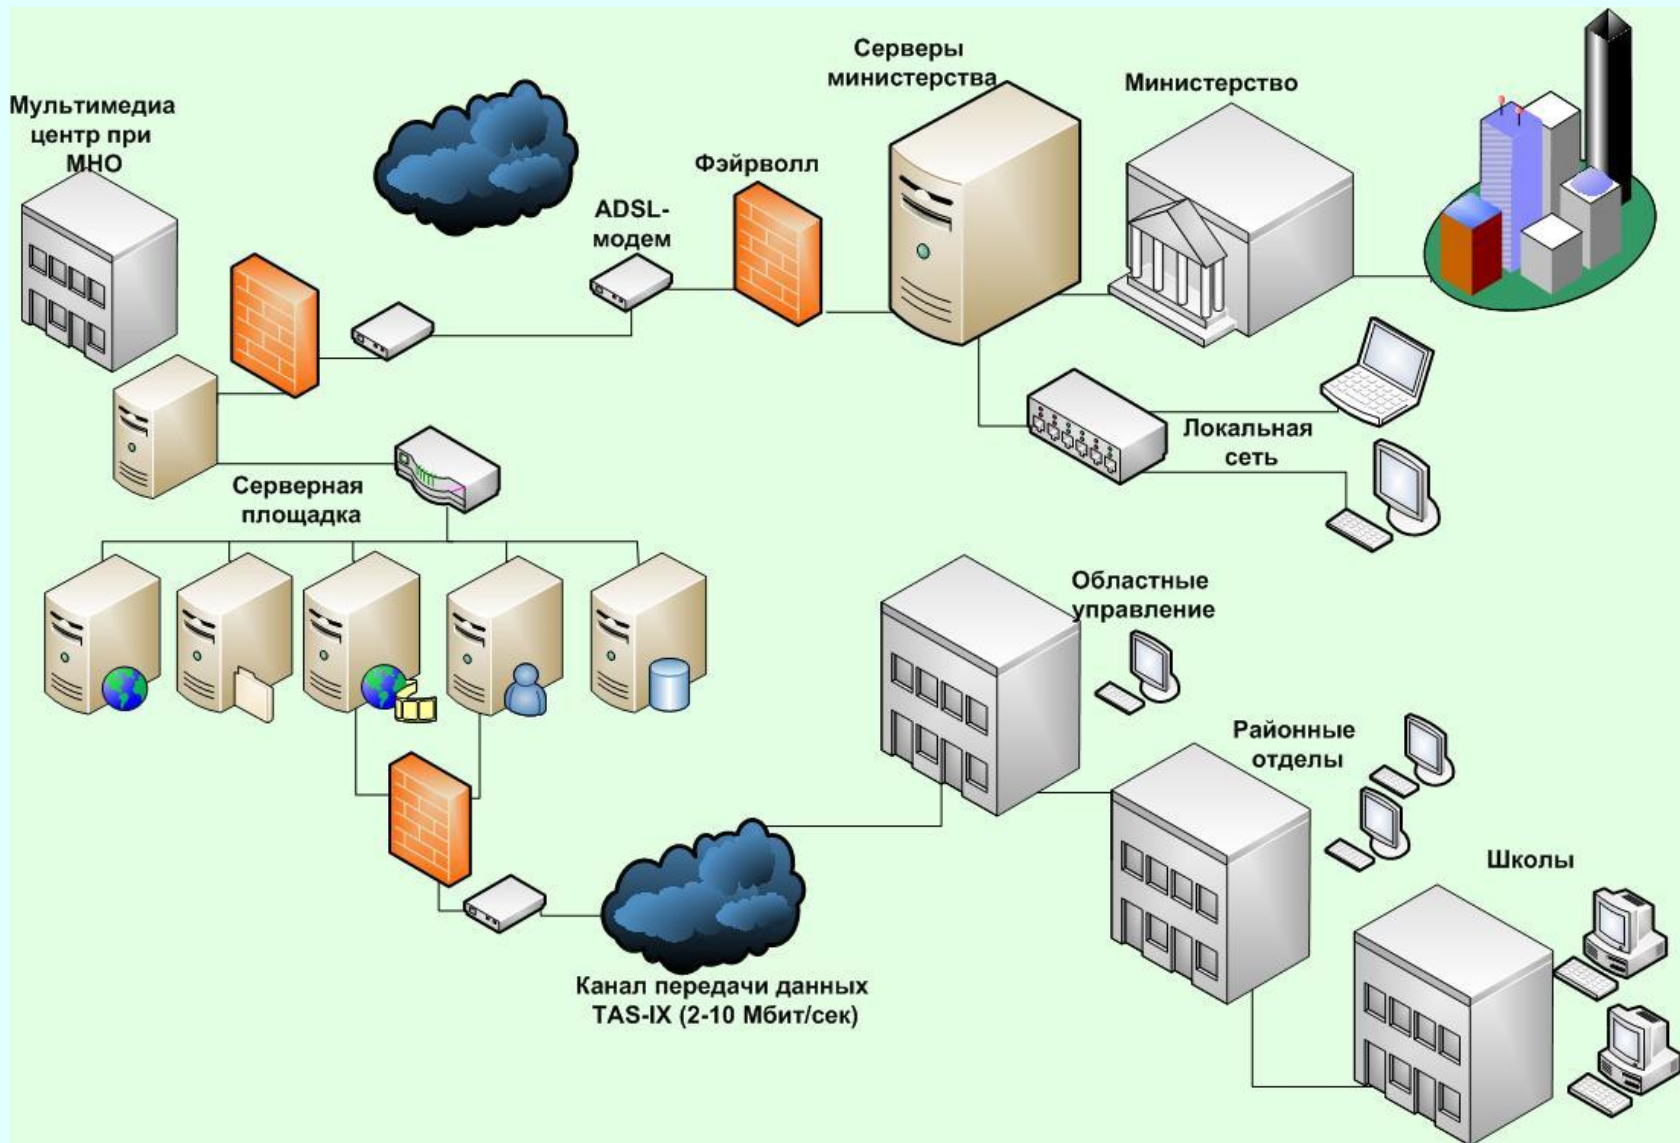 Серверы
министерства
Министерство
Мультимедиа
центр при
МНО
Фэйрволл
ADSL-
модем
Локальная
сеть
Серверная
площадка
Областные
управление
Районные
отделы
Школы
Канал передачи данных
TAS-IX (2-10 Мбит/сек)